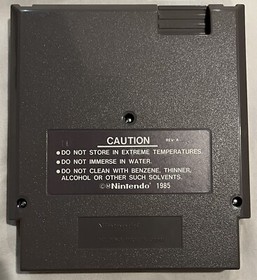 CAUTION REV-A
•DO NOT STORE IN EXTREME TEMPERATURES.
•DO NOT IMMERSE IN WATER.
•DO NOT CLEAN WITH BENZENE, THINNER,
ALCOHOL OR OTHER SUCH SOLVENTS.
©Nintendo® 1985